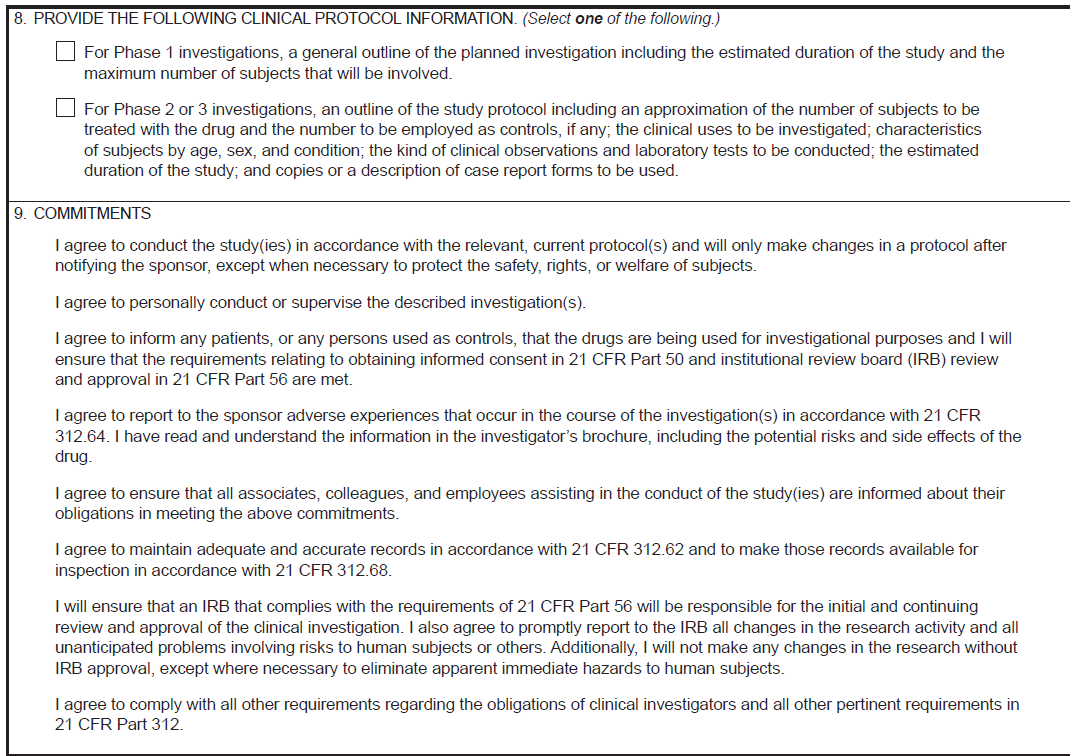 8. PROVIDE THE FOLLOWING CLINICAL PROTOCOL INFORMATION. (Select one of the following.)
For Phase 1 investigations, a general outline of the planned investigation including the estimated duration of the study and the
maximum number of subjects that will be involved.
For Phase 2 or 3 investigations, an outline of the study protocol including an approximation of the number of subjects to be
treated with the drug and the number to be employed as controls, if any; the clinical uses to be investigated; characteristics
of subjects by age, sex, and condition; the kind of clinical observations and laboratory tests to be conducted; the estimated
duration of the study; and copies or a description of case report forms to be used.
9. COMMITMENTS
I agree to conduct the study(ies) in accordance with the relevant, current protocol(s) and will only make changes in a protocol after
notifying the sponsor, except when necessary to protect the safety, rights, or welfare of subjects.
I agree to personally conduct or supervise the described investigation(s).
I agree to inform any patients, or any persons used as controls, that the drugs are being used for investigational purposes and I will
ensure that the requirements relating to obtaining informed consent in 21 CFR Part 50 and institutional review board (IRB) review
and approval in 21 CFR Part 56 are met.
I agree to report to the sponsor adverse experiences that occur in the course of the investigation(s) in accordance with 21 CFR
312.64. I have read and understand the information in the investigator's brochure, including the potential risks and side effects of the
drug.
I agree to ensure that all associates, colleagues, and employees assisting in the conduct of the study(ies) are informed about their
obligations in meeting the above commitments.
I agree to maintain adequate and accurate records in accordance with 21 CFR 312.62 and to make those records available for
inspection in accordance with 21 CFR 312.68.
I will ensure that an IRB that complies with the requirements of 21 CFR Part 56 will be responsible for the initial and continuing
review and approval of the clinical investigation. I also agree to promptly report to the IRB all changes in the research activity and all
unanticipated problems involving risks to human subjects or others. Additionally, I will not make any changes in the research without
IRB approval, except where necessary to eliminate apparent immediate hazards to human subjects.
I agree to comply with all other requirements regarding the obligations of clinical investigators and all other pertinent requirements in
21 CFR Part 312.